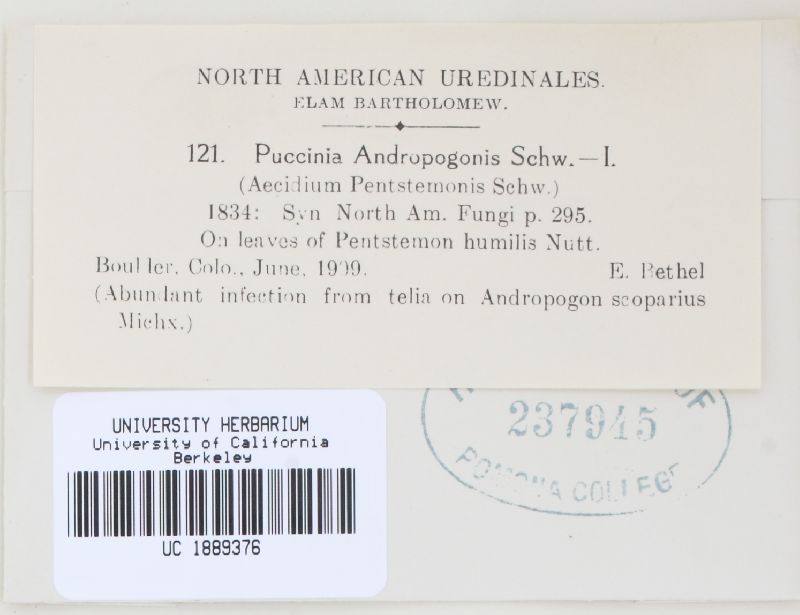 NORTH AMERICAN UREDINALES.
ELAM BARTHOLOMEW.
121. Puccinia Andropogonis Schw.—I.
(Aecidium Pentstemonis Schw.)
1834: Syn North Am. Fungi p. 295.
On leaves of Pentstemon humilis Nutt.
Boulder, Colo., June, 1909. E. Bethel
(Abundant infection from telia on Andropogon scoparius
Michx.)
UNIVERSITY HERBARIUM
University of California
Berkeley
UC 1889376
OF
237945
POMONA COLLEGE